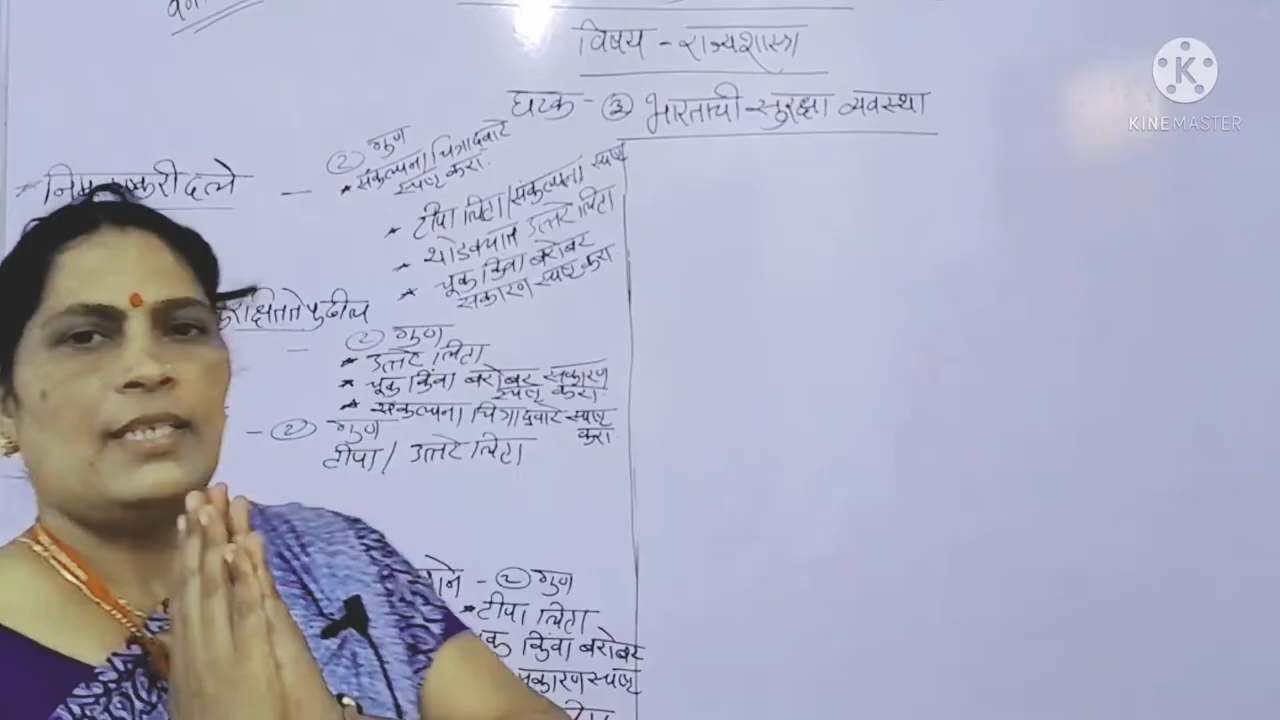 विषय - राज्यशास्त्र
घटक - ③ भारताची सुरक्षा व्यवस्था
② गुण
* संकल्पना चित्राद्वारे
स्पष्ट करा.
* टीपा लिहा/संकल्पना स्पष्ट
* थोडक्यात उत्तरे लिहा
* चूक किंवा बरोबर
सकारण स्पष्ट करा
② गुण
* उत्तरे लिहा
* चूक किंवा बरोबर सकारण
स्पष्ट करा.
* संकल्पना चित्राद्वारे स्पष्ट
करा.
- ② गुण
टीपा / उत्तरे लिहा
- ② गुण
* टीपा लिहा
किंवा बरोबर
स्पष्ट
KINEMASTER